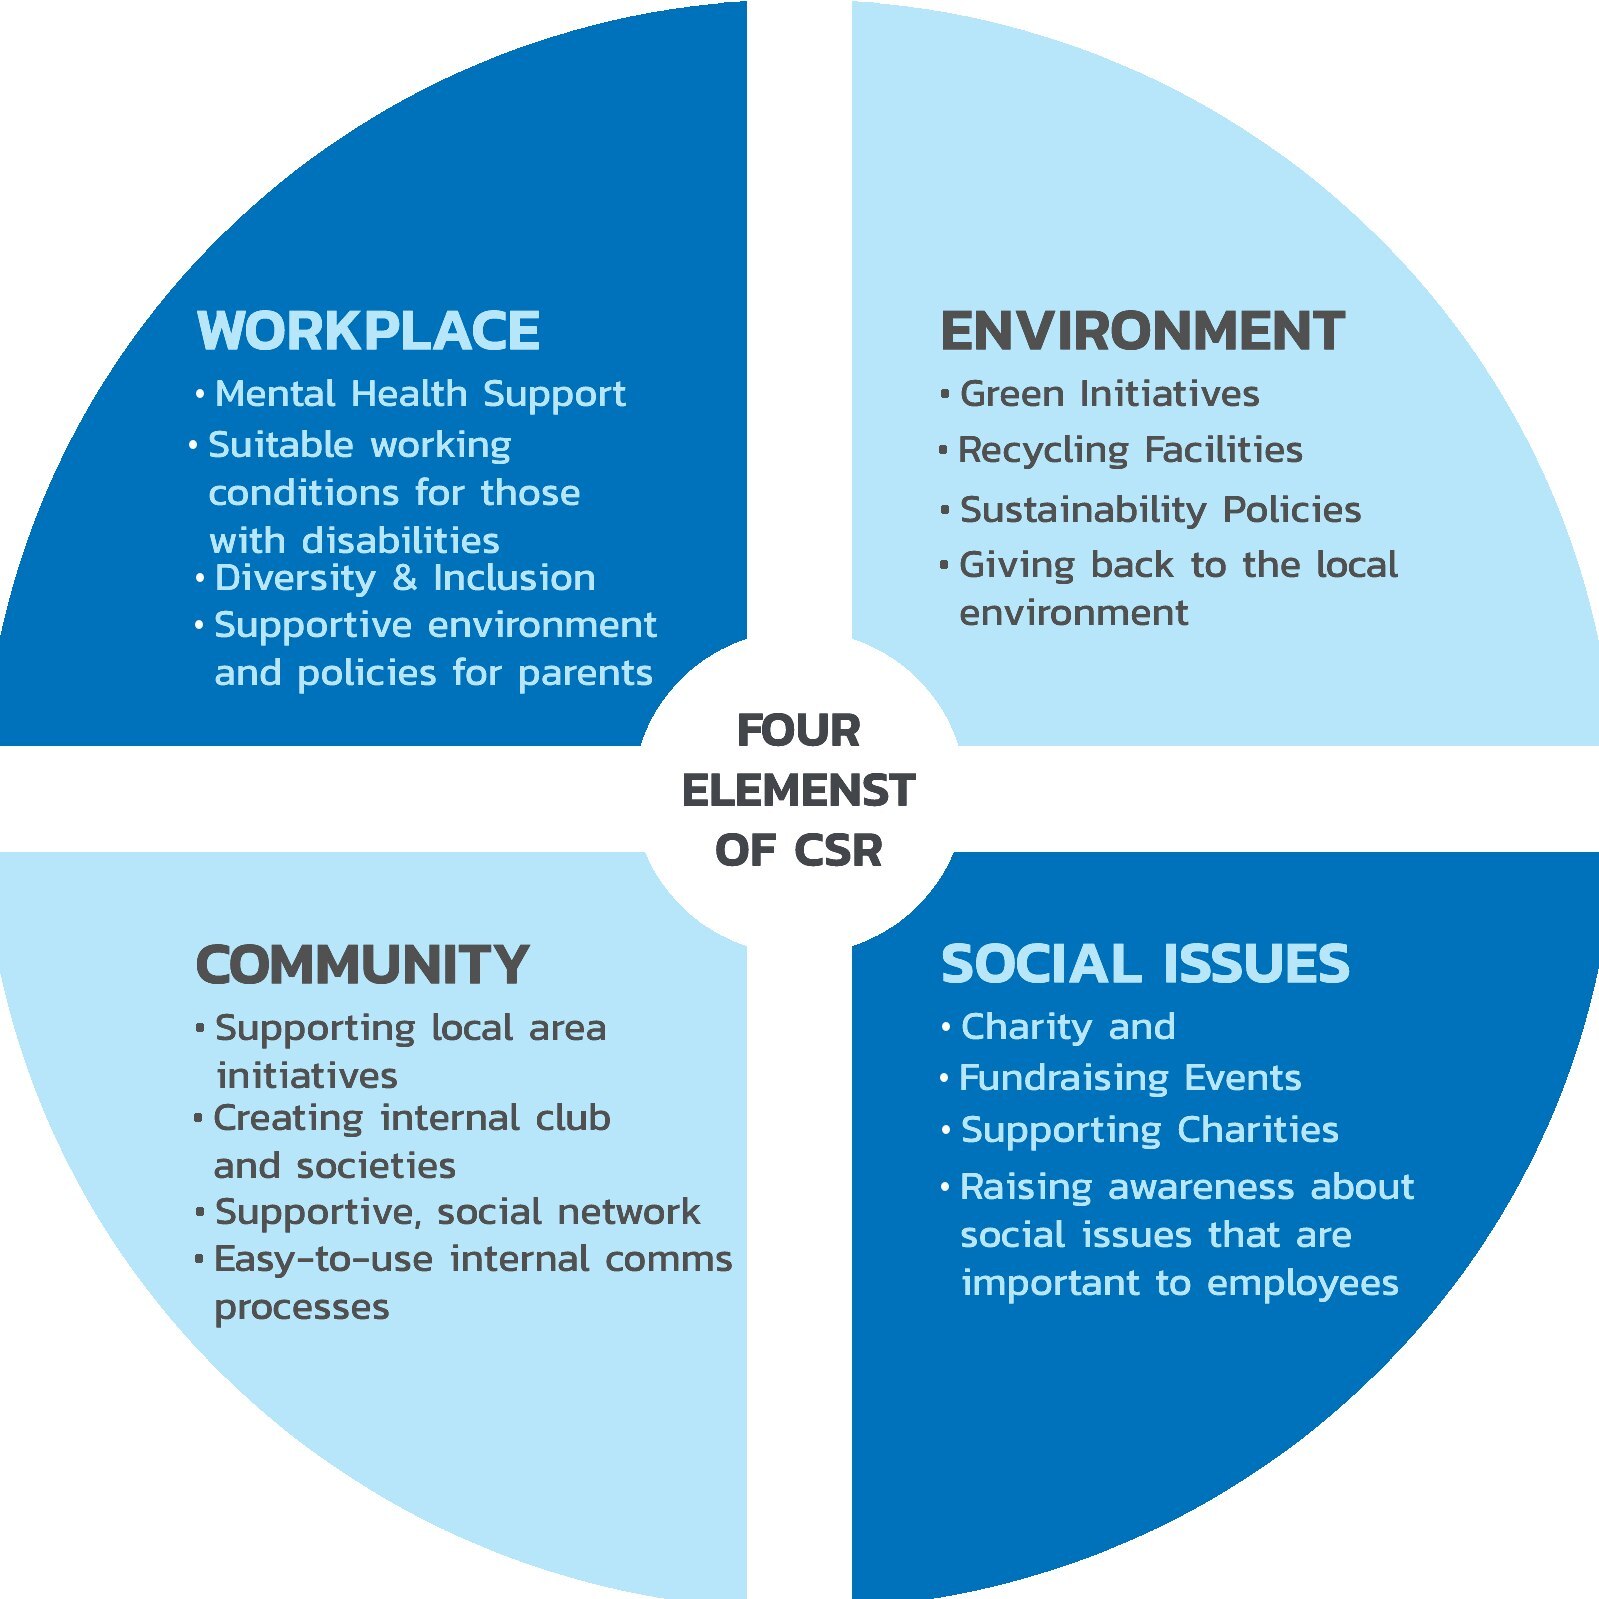 WORKPLACE
• Mental Health Support
• Suitable working
conditions for those
with disabilities
• Diversity & Inclusion
• Supportive environment
and policies for parents
ENVIRONMENT
• Green Initiatives
• Recycling Facilities
• Sustainability Policies
• Giving back to the local
environment
FOUR
ELEMENST
OF CSR
COMMUNITY
• Supporting local area
initiatives
• Creating internal club
and societies
• Supportive, social network
• Easy-to-use internal comms
processes
SOCIAL ISSUES
• Charity and
• Fundraising Events
• Supporting Charities
• Raising awareness about
social issues that are
important to employees